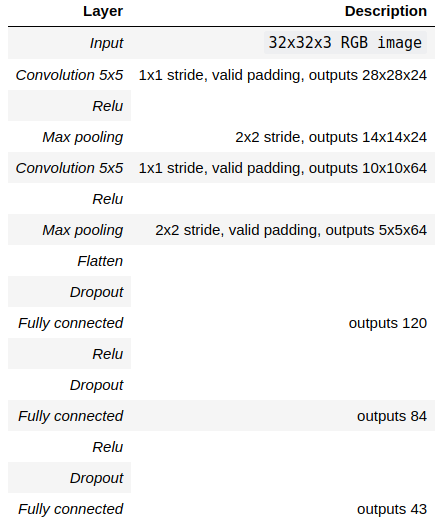 Layer Description
Input 32x32x3 RGB image
Convolution 5x5 1x1 stride, valid padding, outputs 28x28x24
Relu
Max pooling 2x2 stride, outputs 14x14x24
Convolution 5x5 1x1 stride, valid padding, outputs 10x10x64
Relu
Max pooling 2x2 stride, valid padding, outputs 5x5x64
Flatten
Dropout
Fully connected outputs 120
Relu
Dropout
Fully connected outputs 84
Relu
Dropout
Fully connected outputs 43